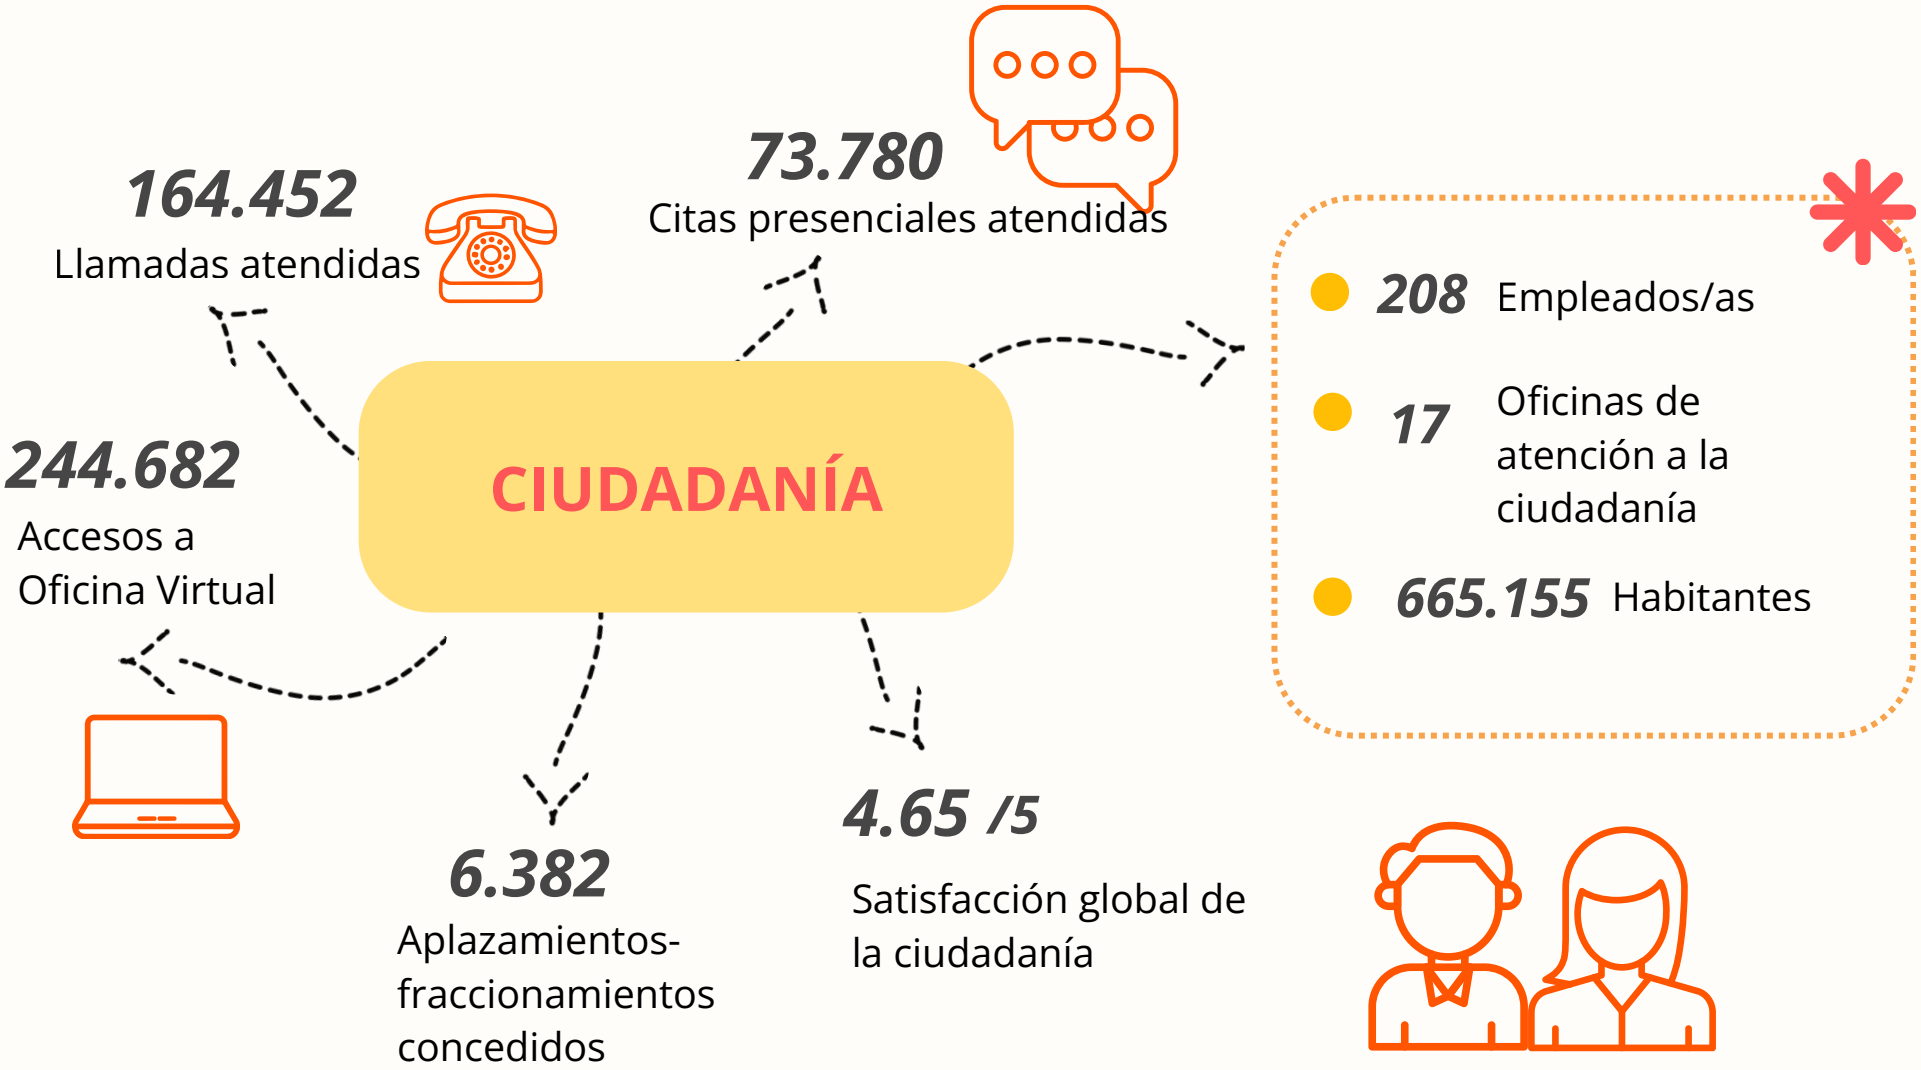 73.780
Citas presenciales atendidas
164.452
Llamadas atendidas
244.682
Accesos a
Oficina Virtual
CIUDADANÍA
208 Empleados/as
17 Oficinas de
atención a la
ciudadanía
665.155 Habitantes
6.382
Aplazamientos-
fraccionamientos
concedidos
4.65 /5
Satisfacción global de
la ciudadanía